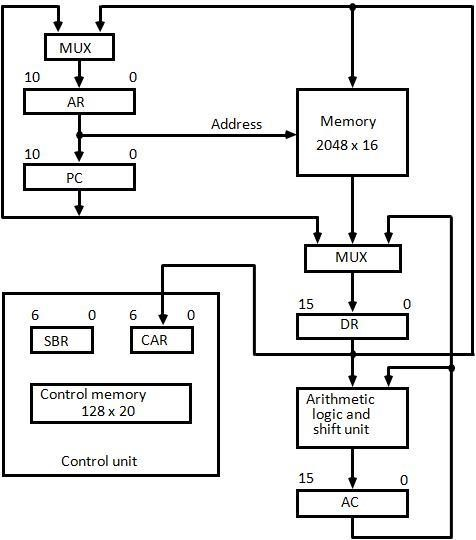 MUX
10 0
AR
Address
Memory
2048 x 16
10 0
PC
MUX
15 0
DR
6 0 6 0
SBR CAR
Control memory
128 x 20
Control unit
Arithmetic
logic and
shift unit
15 0
AC